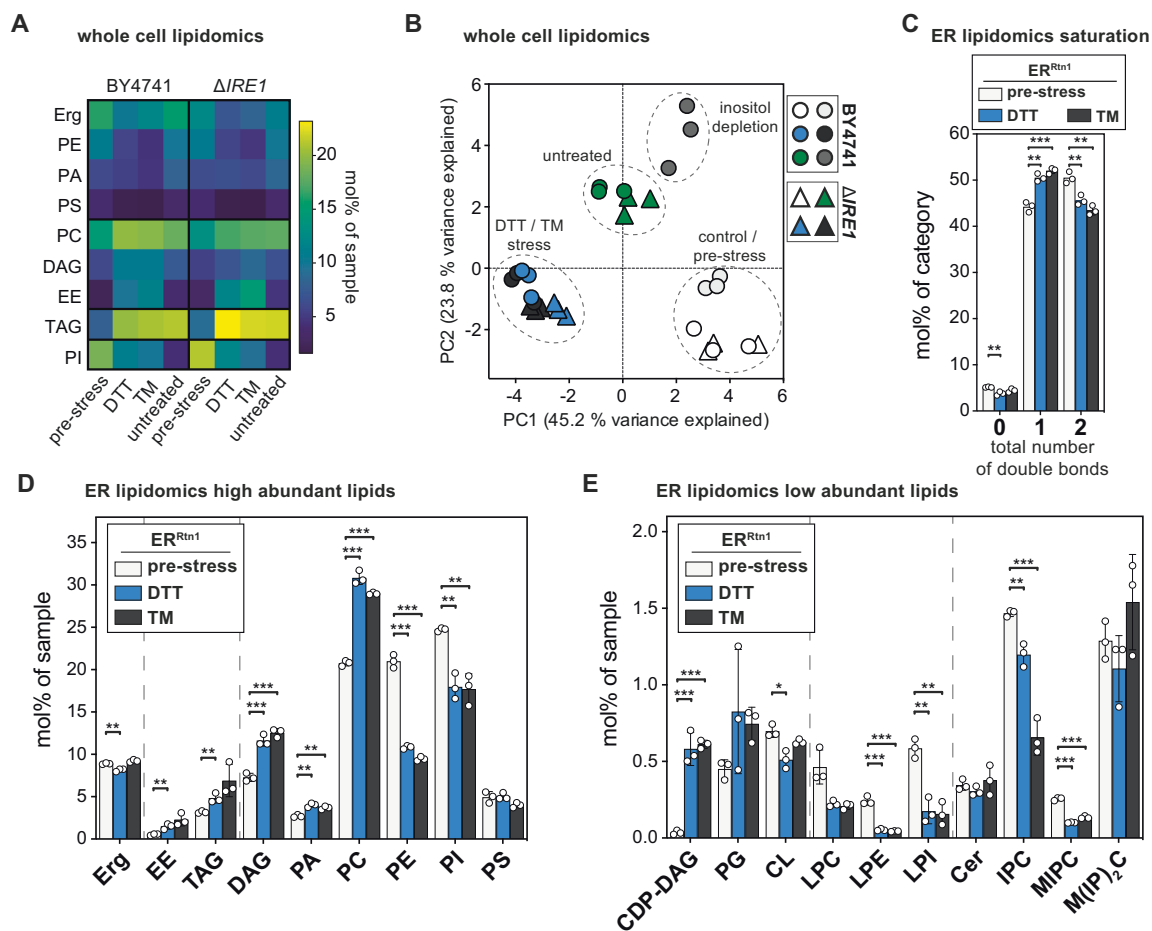 A whole cell lipidomics
BY4741 ΔIRE1
Erg
PE
PA
PS
PC
DAG
EE
TAG
PI
20
15
10
5
mol% of sample
pre-stress DTT TM untreated pre-stress DTT TM untreated
B whole cell lipidomics
6
4
2
0
-2
PC2 (23.8 % variance explained)
inositol
depletion
untreated
DTT / TM
stress
control /
pre-stress
-4 -2 0 2 4 6
PC1 (45.2 % variance explained)
BY4741
ΔIRE1
C ER lipidomics saturation
ERRtn1
pre-stress
DTT TM
60
50
40
30
20
10
0
mol% of category
*** **
** **
**
0 1 2
total number
of double bonds
D ER lipidomics high abundant lipids
ERRtn1
pre-stress
DTT
TM
35
30
25
20
15
10
5
0
mol% of sample
** ** ** *** *** ** ** *** *** *** *** ** **
Erg EE TAG DAG PA PC PE PI PS
E ER lipidomics low abundant lipids
ERRtn1
pre-stress
DTT
TM
2.0
1.5
1.0
0.5
0.0
mol% of sample
*** *** * *** *** ** ** *** ** *** ***
CDP-DAG PG CL LPC LPE LPI Cer IPC MIPC M(IP)2C